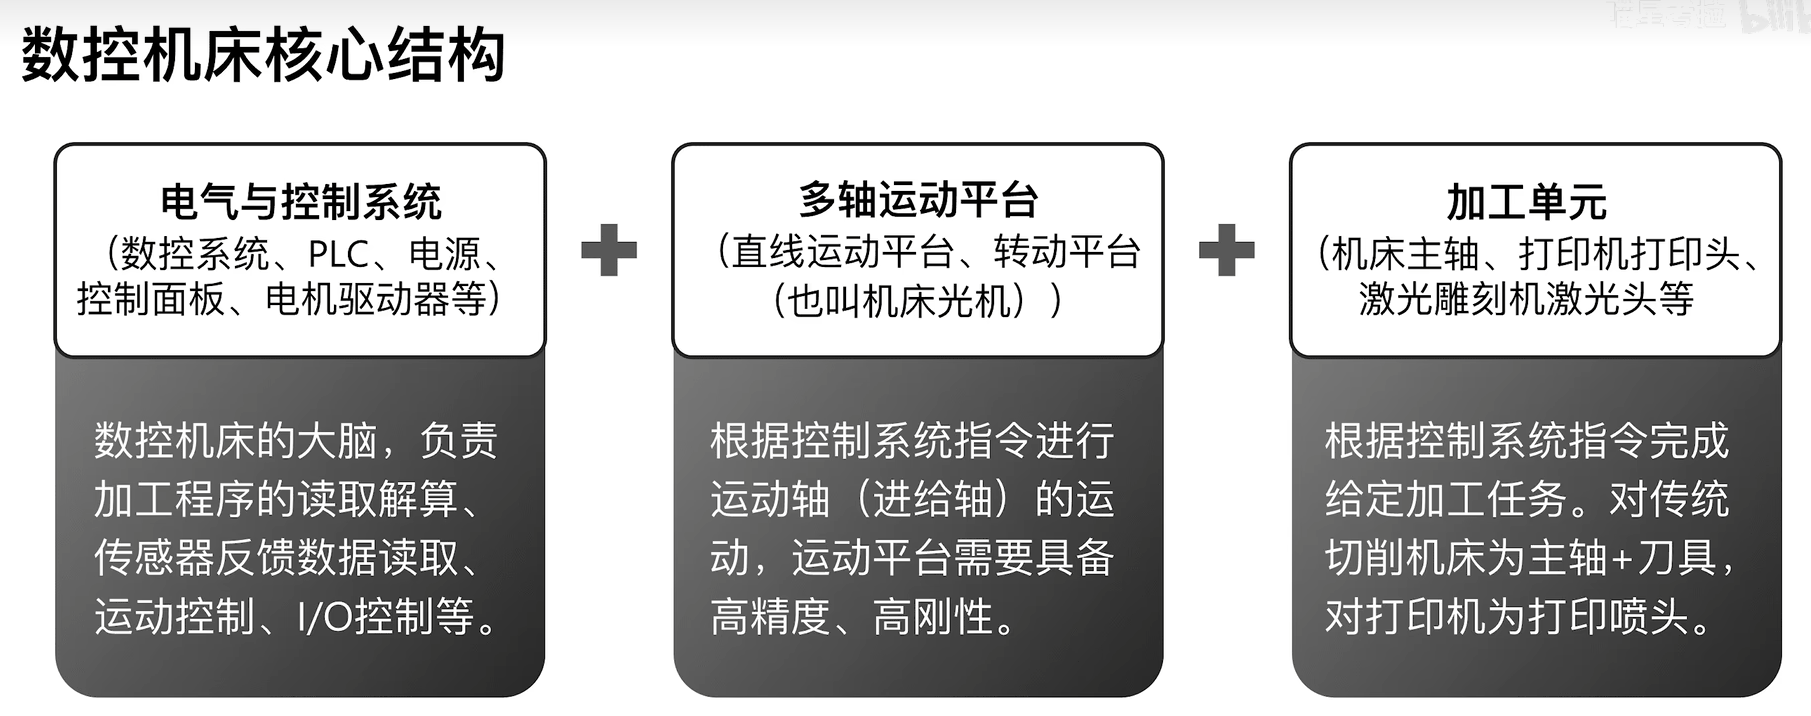 数控机床核心结构
电气与控制系统
（数控系统、PLC、电源、
控制面板、电机驱动器等）
数控机床的大脑，负责
加工程序的读取解算、
传感器反馈数据读取、
运动控制、I/O控制等。
多轴运动平台
（直线运动平台、转动平台
（也叫机床光机））
根据控制系统指令进行
运动轴（进给轴）的运
动，运动平台需要具备
高精度、高刚性。
加工单元
（机床主轴、打印机打印头、
激光雕刻机激光头等
根据控制系统指令完成
给定加工任务。对传统
切削机床为主轴+刀具，
对打印机为打印喷头。